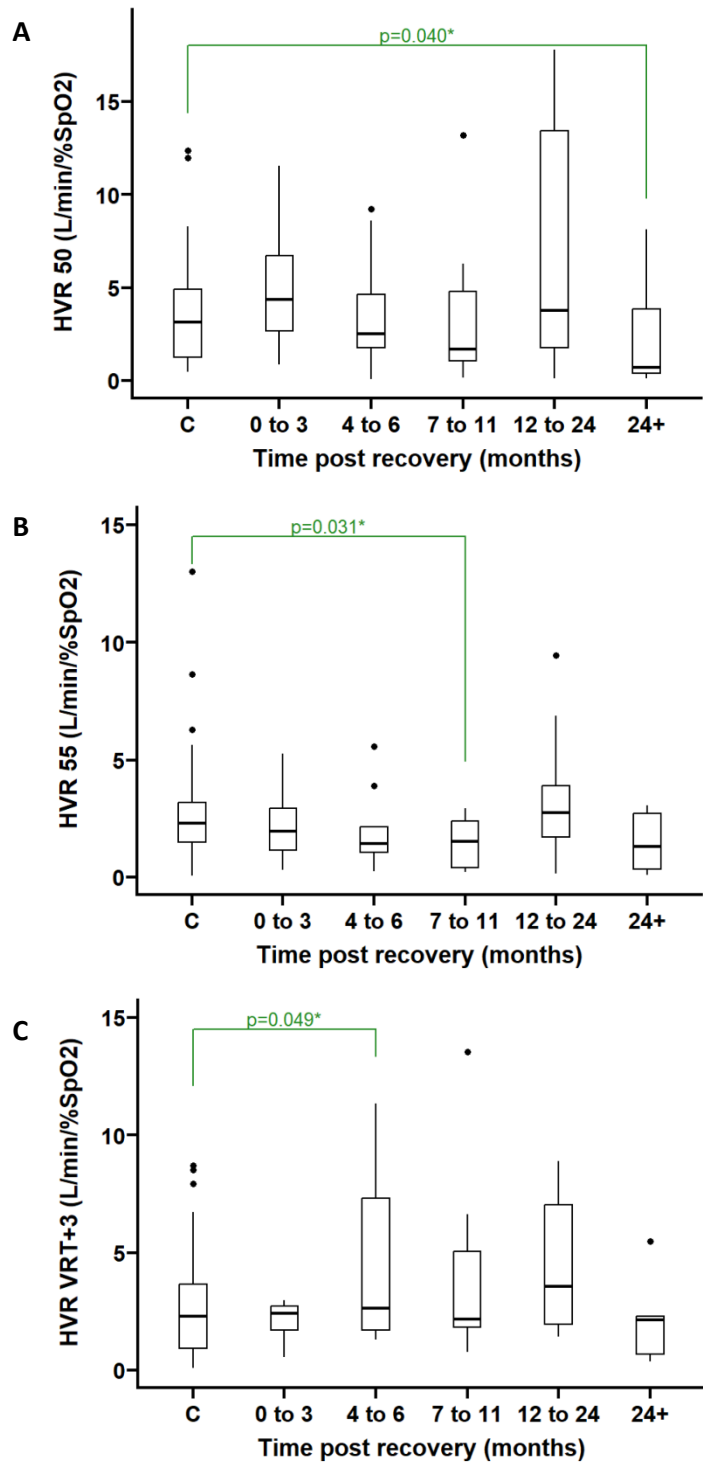 A
p=0.040*
HVR 50 (L/min/%SpO2)
15
10
5
0
C 0 to 3 4 to 6 7 to 11 12 to 24 24+
Time post recovery (months)
B
p=0.031*
HVR 55 (L/min/%SpO2)
15
10
5
0
C 0 to 3 4 to 6 7 to 11 12 to 24 24+
Time post recovery (months)
C
p=0.049*
HVR VRT+3 (L/min/%SpO2)
15
10
5
0
C 0 to 3 4 to 6 7 to 11 12 to 24 24+
Time post recovery (months)